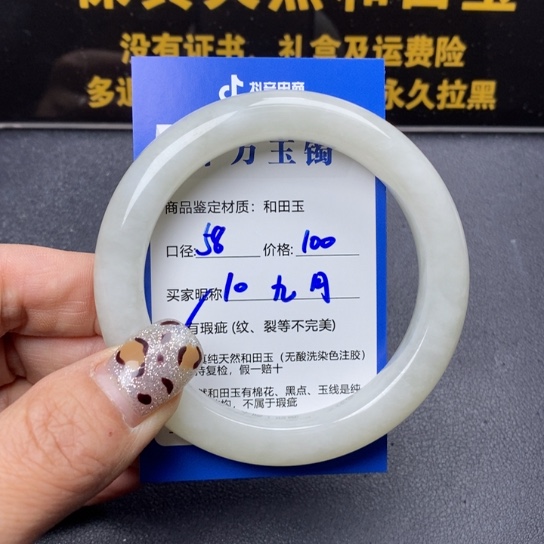 没有证书、礼盒及运费险
永久拉黑
抖音电商
万玉镯
商品鉴定材质：和田玉
口径: 58 价格: 100
买家昵称 10 九月
有瑕疵 (纹、裂等不完美)
真纯天然和田玉（无酸洗染色注胶）
持复检，假一赔十
然和田玉有棉花、黑点、玉线是纯
，不属于瑕疵